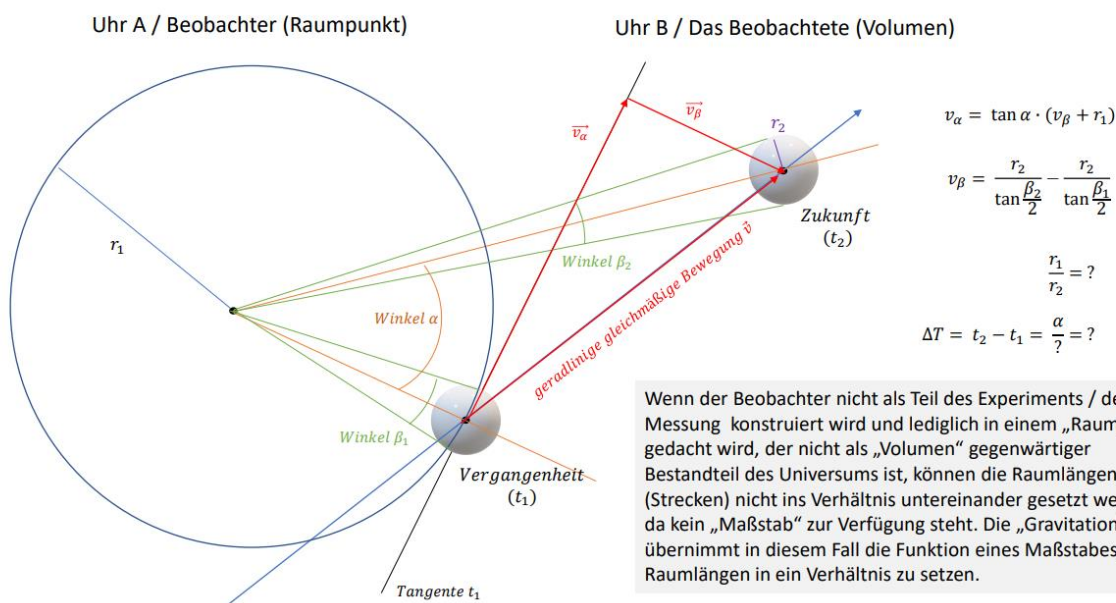 Uhr A / Beobachter (Raumpunkt)
Uhr B / Das Beobachtete (Volumen)
r₁
Winkel α
Winkel β₁
Winkel β₂
Vergangenheit
(t₁)
Tangente t₁
geradlinige gleichmäßige Bewegung v⃗
v⃗α
v⃗β
r₂
Zukunft
(t₂)
vα = tan α · (vβ + r₁)
vβ = r₂ / tan β₂/2 − r₂ / tan β₁/2
r₁/r₂ = ?
ΔT = t₂ − t₁ = α/? = ?
Wenn der Beobachter nicht als Teil des Experiments / de
Messung konstruiert wird und lediglich in einem „Raum
gedacht wird, der nicht als „Volumen“ gegenwärtiger
Bestandteil des Universums ist, können die Raumlängen
(Strecken) nicht ins Verhältnis untereinander gesetzt we
da kein „Maßstab“ zur Verfügung steht. Die „Gravitation
übernimmt in diesem Fall die Funktion eines Maßstabes
Raumlängen in ein Verhältnis zu setzen.